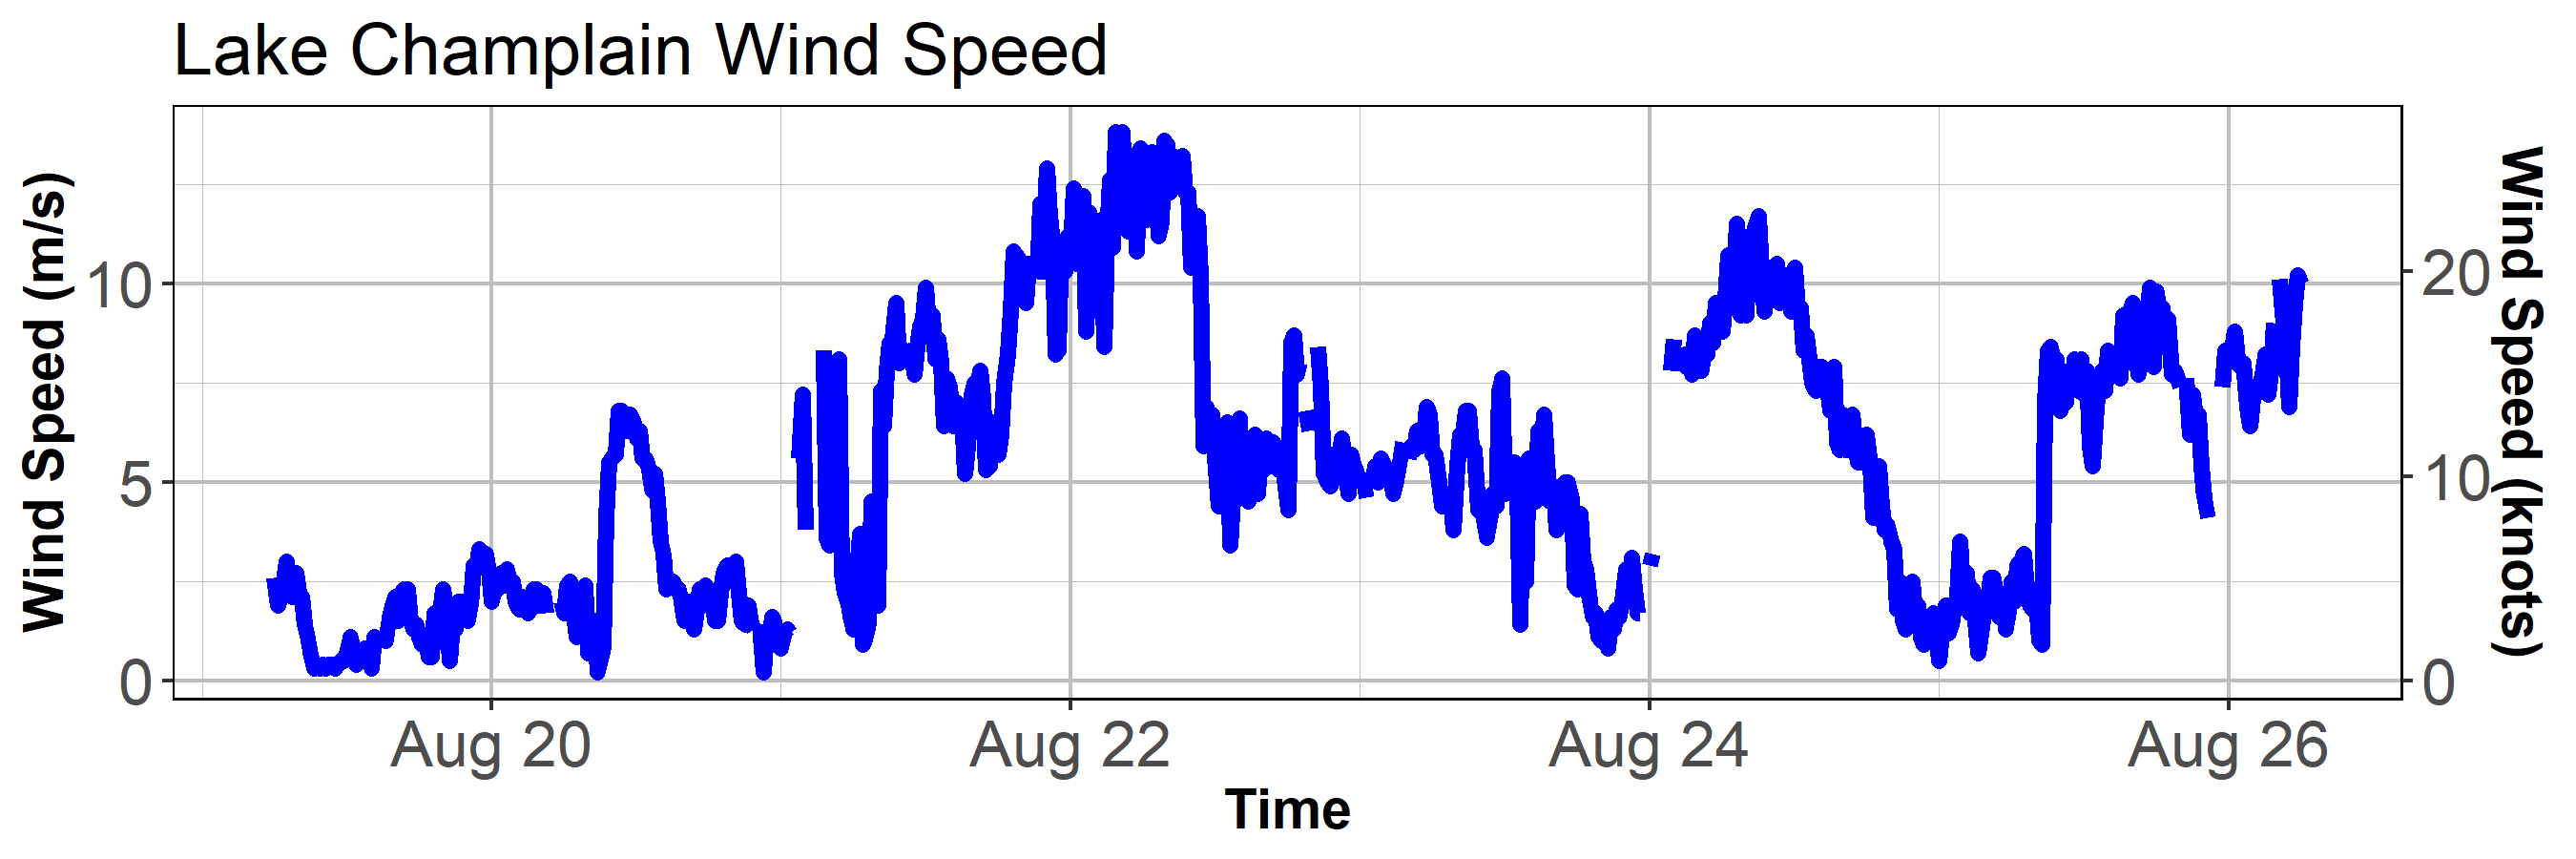 Lake Champlain Wind Speed
Wind Speed (m/s)
10
5
0
20
10
0
Wind Speed (knots)
Aug 20
Aug 22
Aug 24
Aug 26
Time